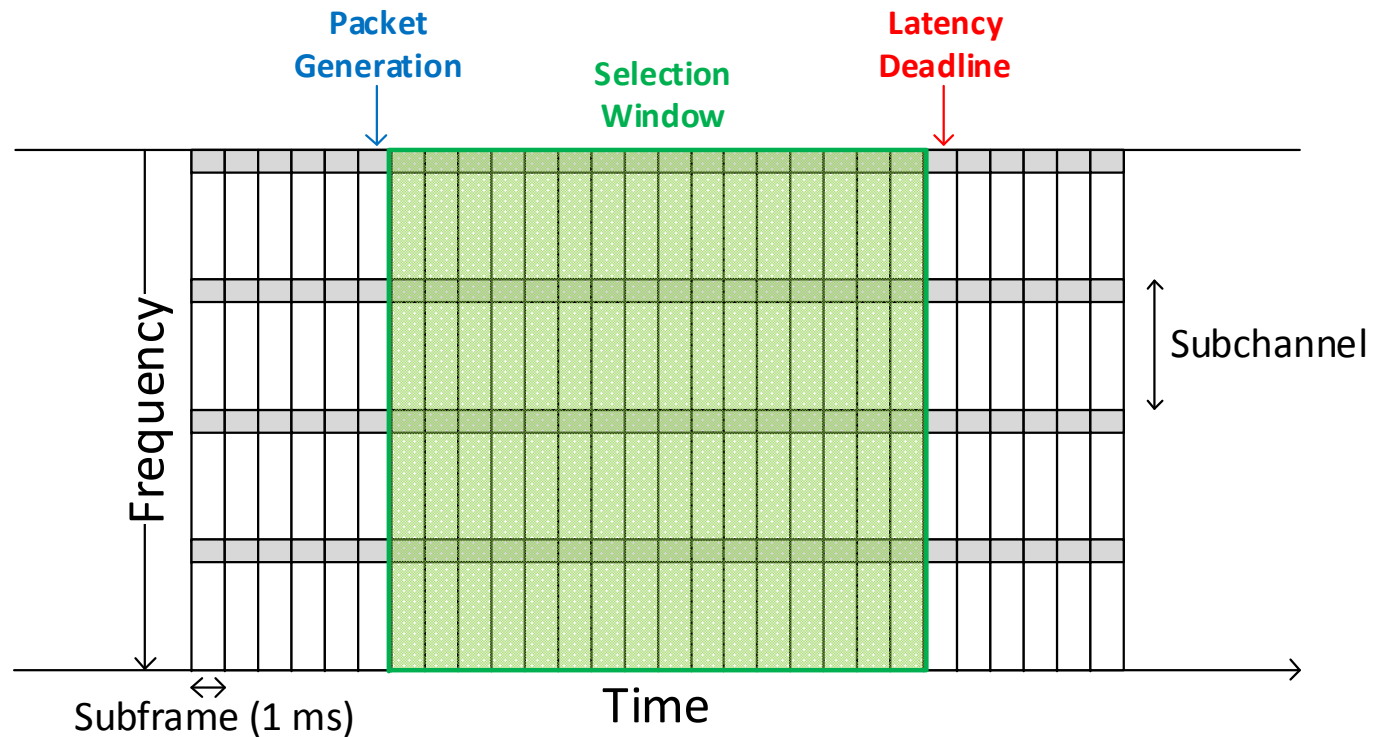 Packet
Generation
Latency
Deadline
Selection
Window
Frequency
Subchannel
Subframe (1 ms)
Time